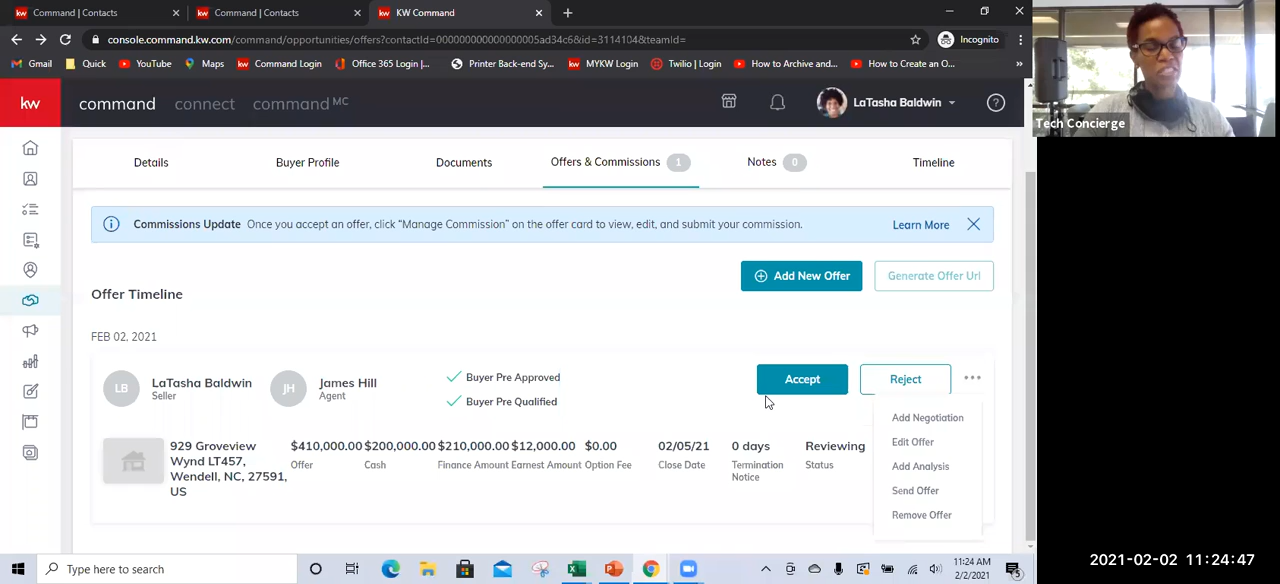 kw Command | Contacts × kw Command | Contacts × kw KW Command × +
console.command.kw.com/command/opportunities/offers?contactId=000000000000000005ad34c6&id=3114104&teamId= Incognito
Gmail Quick YouTube Maps kw Command Login Office 365 Login |... Printer Back-end Sy... kw MYKW Login Twilio | Login How to Archive and... How to Create an O... »
kw command connect command MC LaTasha Baldwin ?
Tech Concierge
Details Buyer Profile Documents Offers & Commissions 1 Notes 0 Timeline
Commissions Update Once you accept an offer, click "Manage Commission" on the offer card to view, edit, and submit your commission. Learn More
Add New Offer Generate Offer Url
Offer Timeline
FEB 02, 2021
LB LaTasha Baldwin
Seller
JH James Hill
Agent
Buyer Pre Approved
Buyer Pre Qualified
Accept Reject ...
Add Negotiation
Edit Offer
Add Analysis
Send Offer
Remove Offer
929 Groveview
Wynd LT457,
Wendell, NC, 27591,
US
$410,000.00 $200,000.00 $210,000.00 $12,000.00 $0.00 02/05/21 0 days Reviewing
Offer Cash Finance Amount Earnest Amount Option Fee Close Date Termination Status
Notice
Type here to search
11:24 AM
2/2/2021
5
2021-02-02 11:24:47